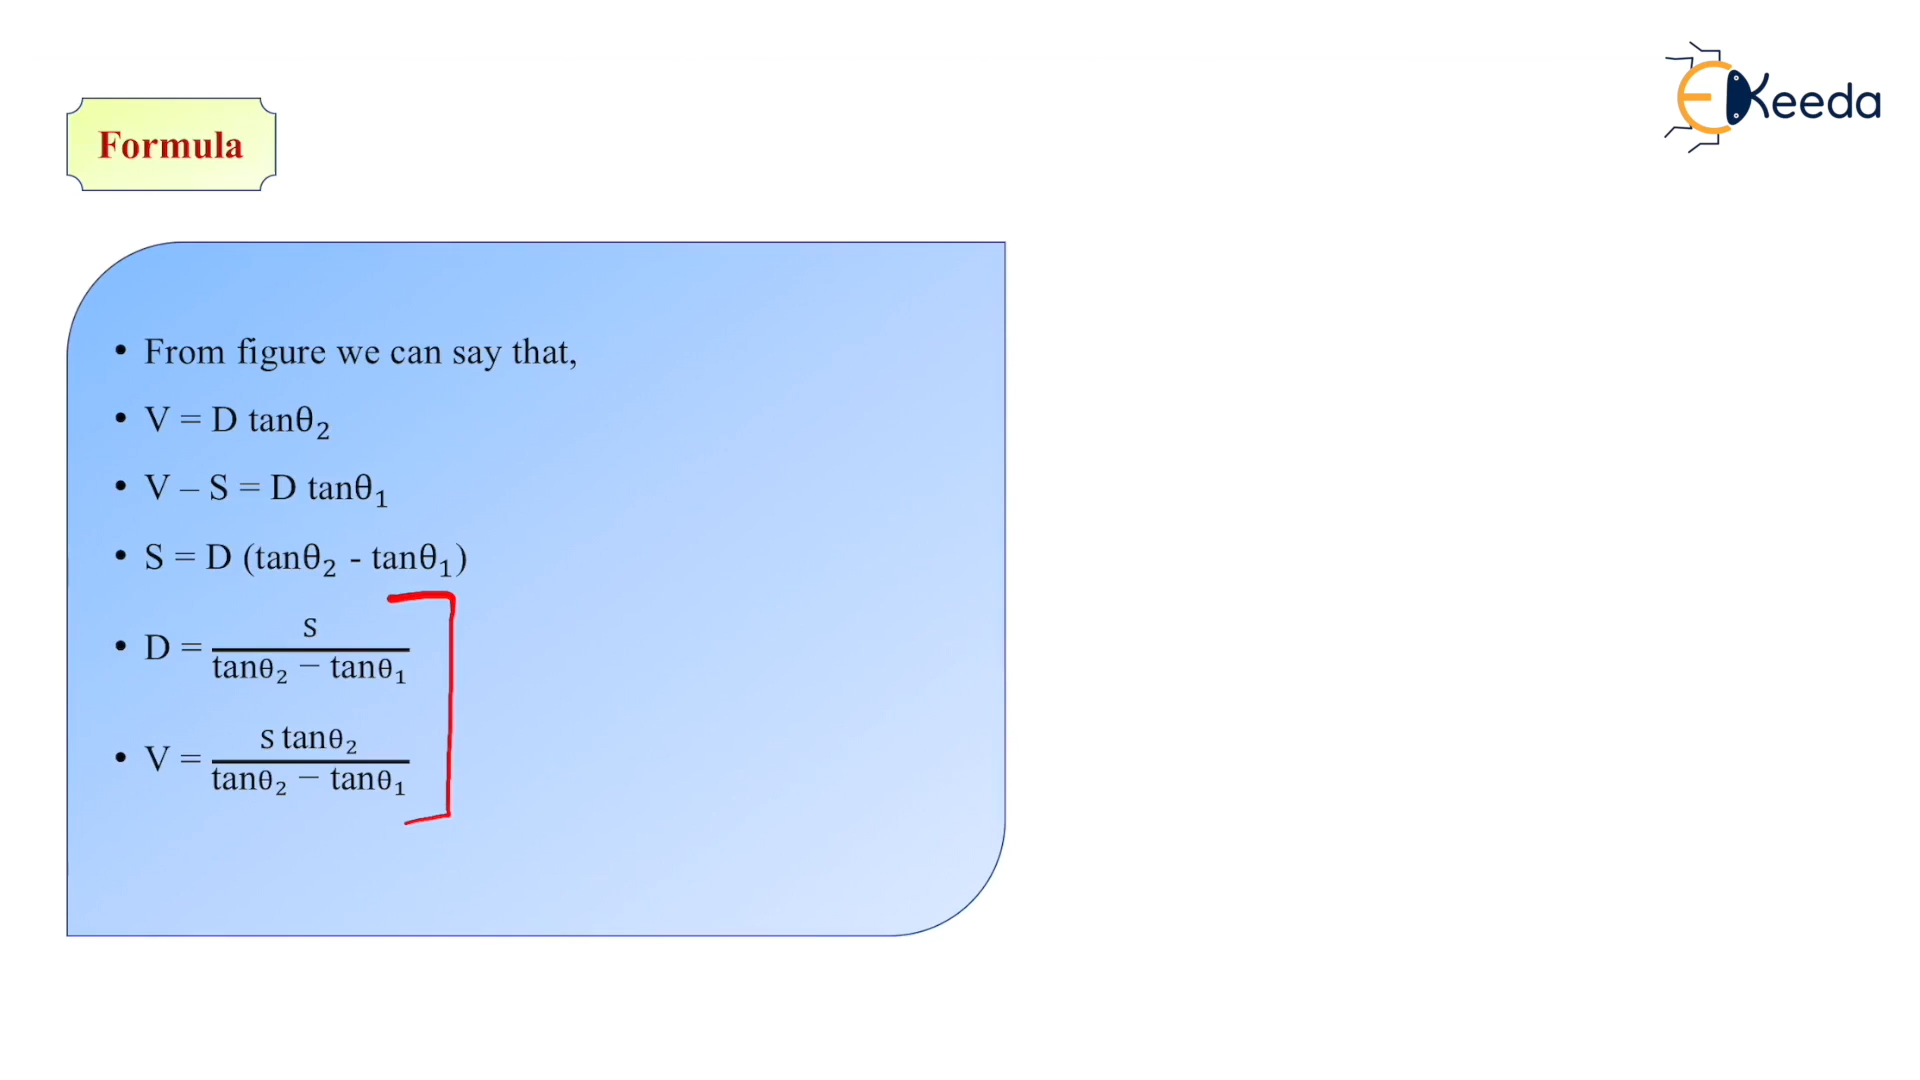 EKeeda
Formula
• From figure we can say that,
• V = D tanθ₂
• V – S = D tanθ₁
• S = D (tanθ₂ - tanθ₁)
• D = s / (tanθ₂ − tanθ₁)
• V = s tanθ₂ / (tanθ₂ − tanθ₁)